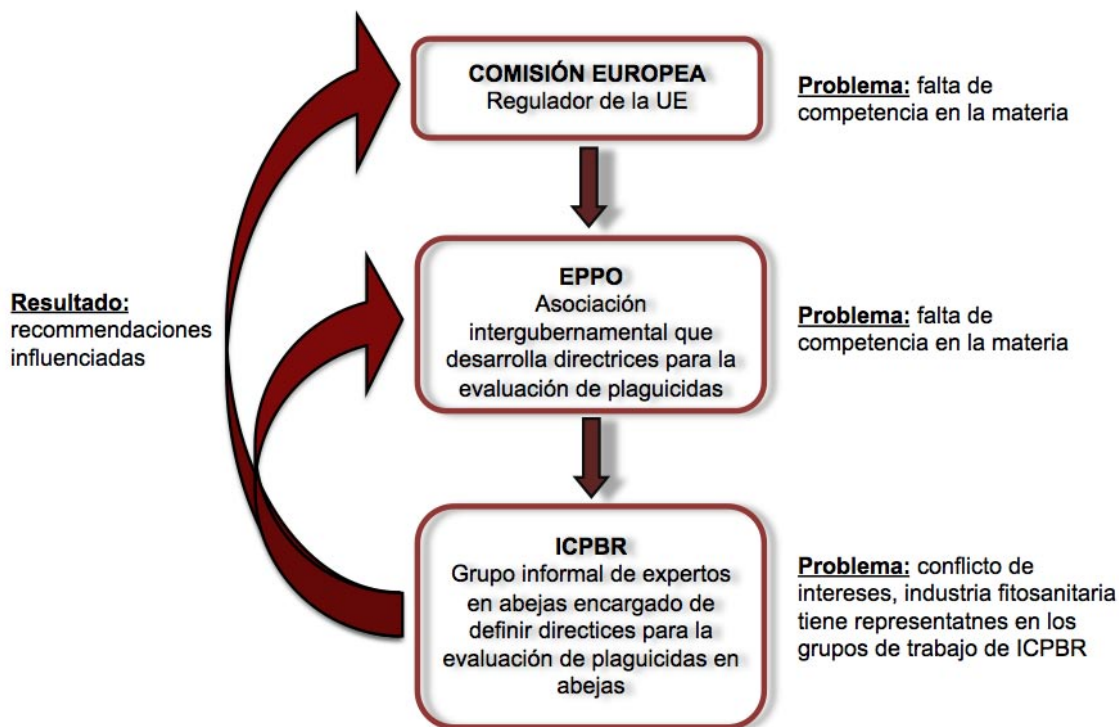 COMISIÓN EUROPEA
Regulador de la UE
Problema: falta de
competencia en la materia
EPPO
Asociación
intergubernamental que
desarrolla directrices para la
evaluación de plaguicidas
Problema: falta de
competencia en la materia
Resultado:
recommendaciones
influenciadas
ICPBR
Grupo informal de expertos
en abejas encargado de
definir directices para la
evaluación de plaguicidas en
abejas
Problema: conflicto de
intereses, industria fitosanitaria
tiene representatnes en los
grupos de trabajo de ICPBR